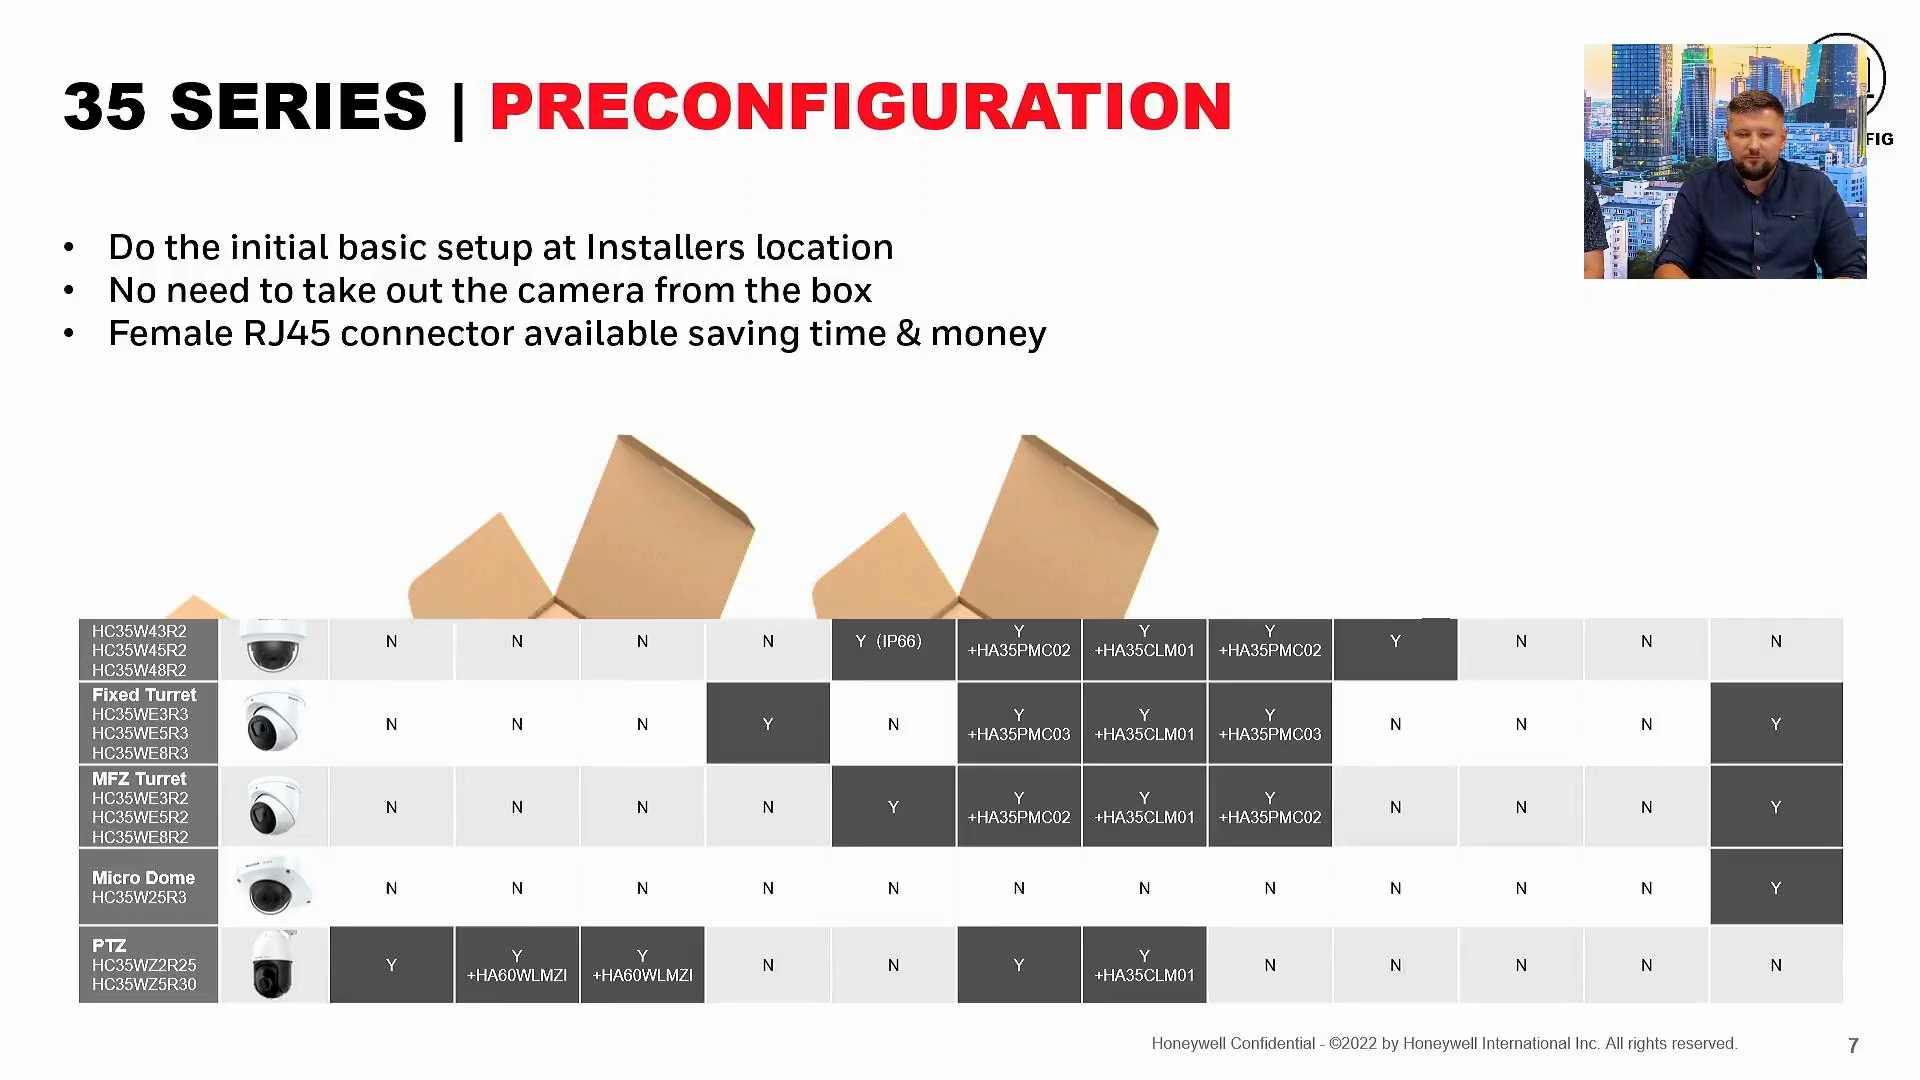 35 SERIES | PRECONFIGURATION
FIG
• Do the initial basic setup at Installers location
• No need to take out the camera from the box
• Female RJ45 connector available saving time & money
HC35W43R2
HC35W45R2
HC35W48R2
N N N N Y (IP66) Y Y Y Y N N N
+HA35PMC02 +HA35CLM01 +HA35PMC02
Fixed Turret
HC35WE3R3
HC35WE5R3
HC35WE8R3
N N N Y N Y Y Y N N N Y
+HA35PMC03 +HA35CLM01 +HA35PMC03
MFZ Turret
HC35WE3R2
HC35WE5R2
HC35WE8R2
N N N N Y Y Y Y N N N Y
+HA35PMC02 +HA35CLM01 +HA35PMC02
Micro Dome
HC35W25R3
N N N N N N N N N N N Y
PTZ
HC35WZ2R25
HC35WZ5R30
Y Y Y N N Y Y N N N N N
+HA60WLMZI +HA60WLMZI +HA35CLM01
Honeywell Confidential - ©2022 by Honeywell International Inc. All rights reserved.
7